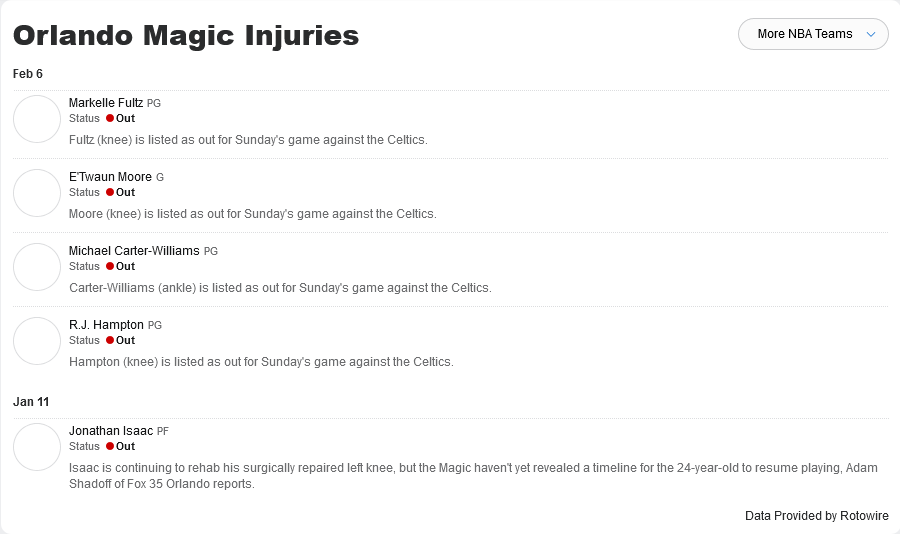 Orlando Magic Injuries
More NBA Teams
Feb 6
Markelle Fultz PG
Status Out
Fultz (knee) is listed as out for Sunday's game against the Celtics.
E'Twaun Moore G
Status Out
Moore (knee) is listed as out for Sunday's game against the Celtics.
Michael Carter-Williams PG
Status Out
Carter-Williams (ankle) is listed as out for Sunday's game against the Celtics.
R.J. Hampton PG
Status Out
Hampton (knee) is listed as out for Sunday's game against the Celtics.
Jan 11
Jonathan Isaac PF
Status Out
Isaac is continuing to rehab his surgically repaired left knee, but the Magic haven't yet revealed a timeline for the 24-year-old to resume playing, Adam
Shadoff of Fox 35 Orlando reports.
Data Provided by Rotowire